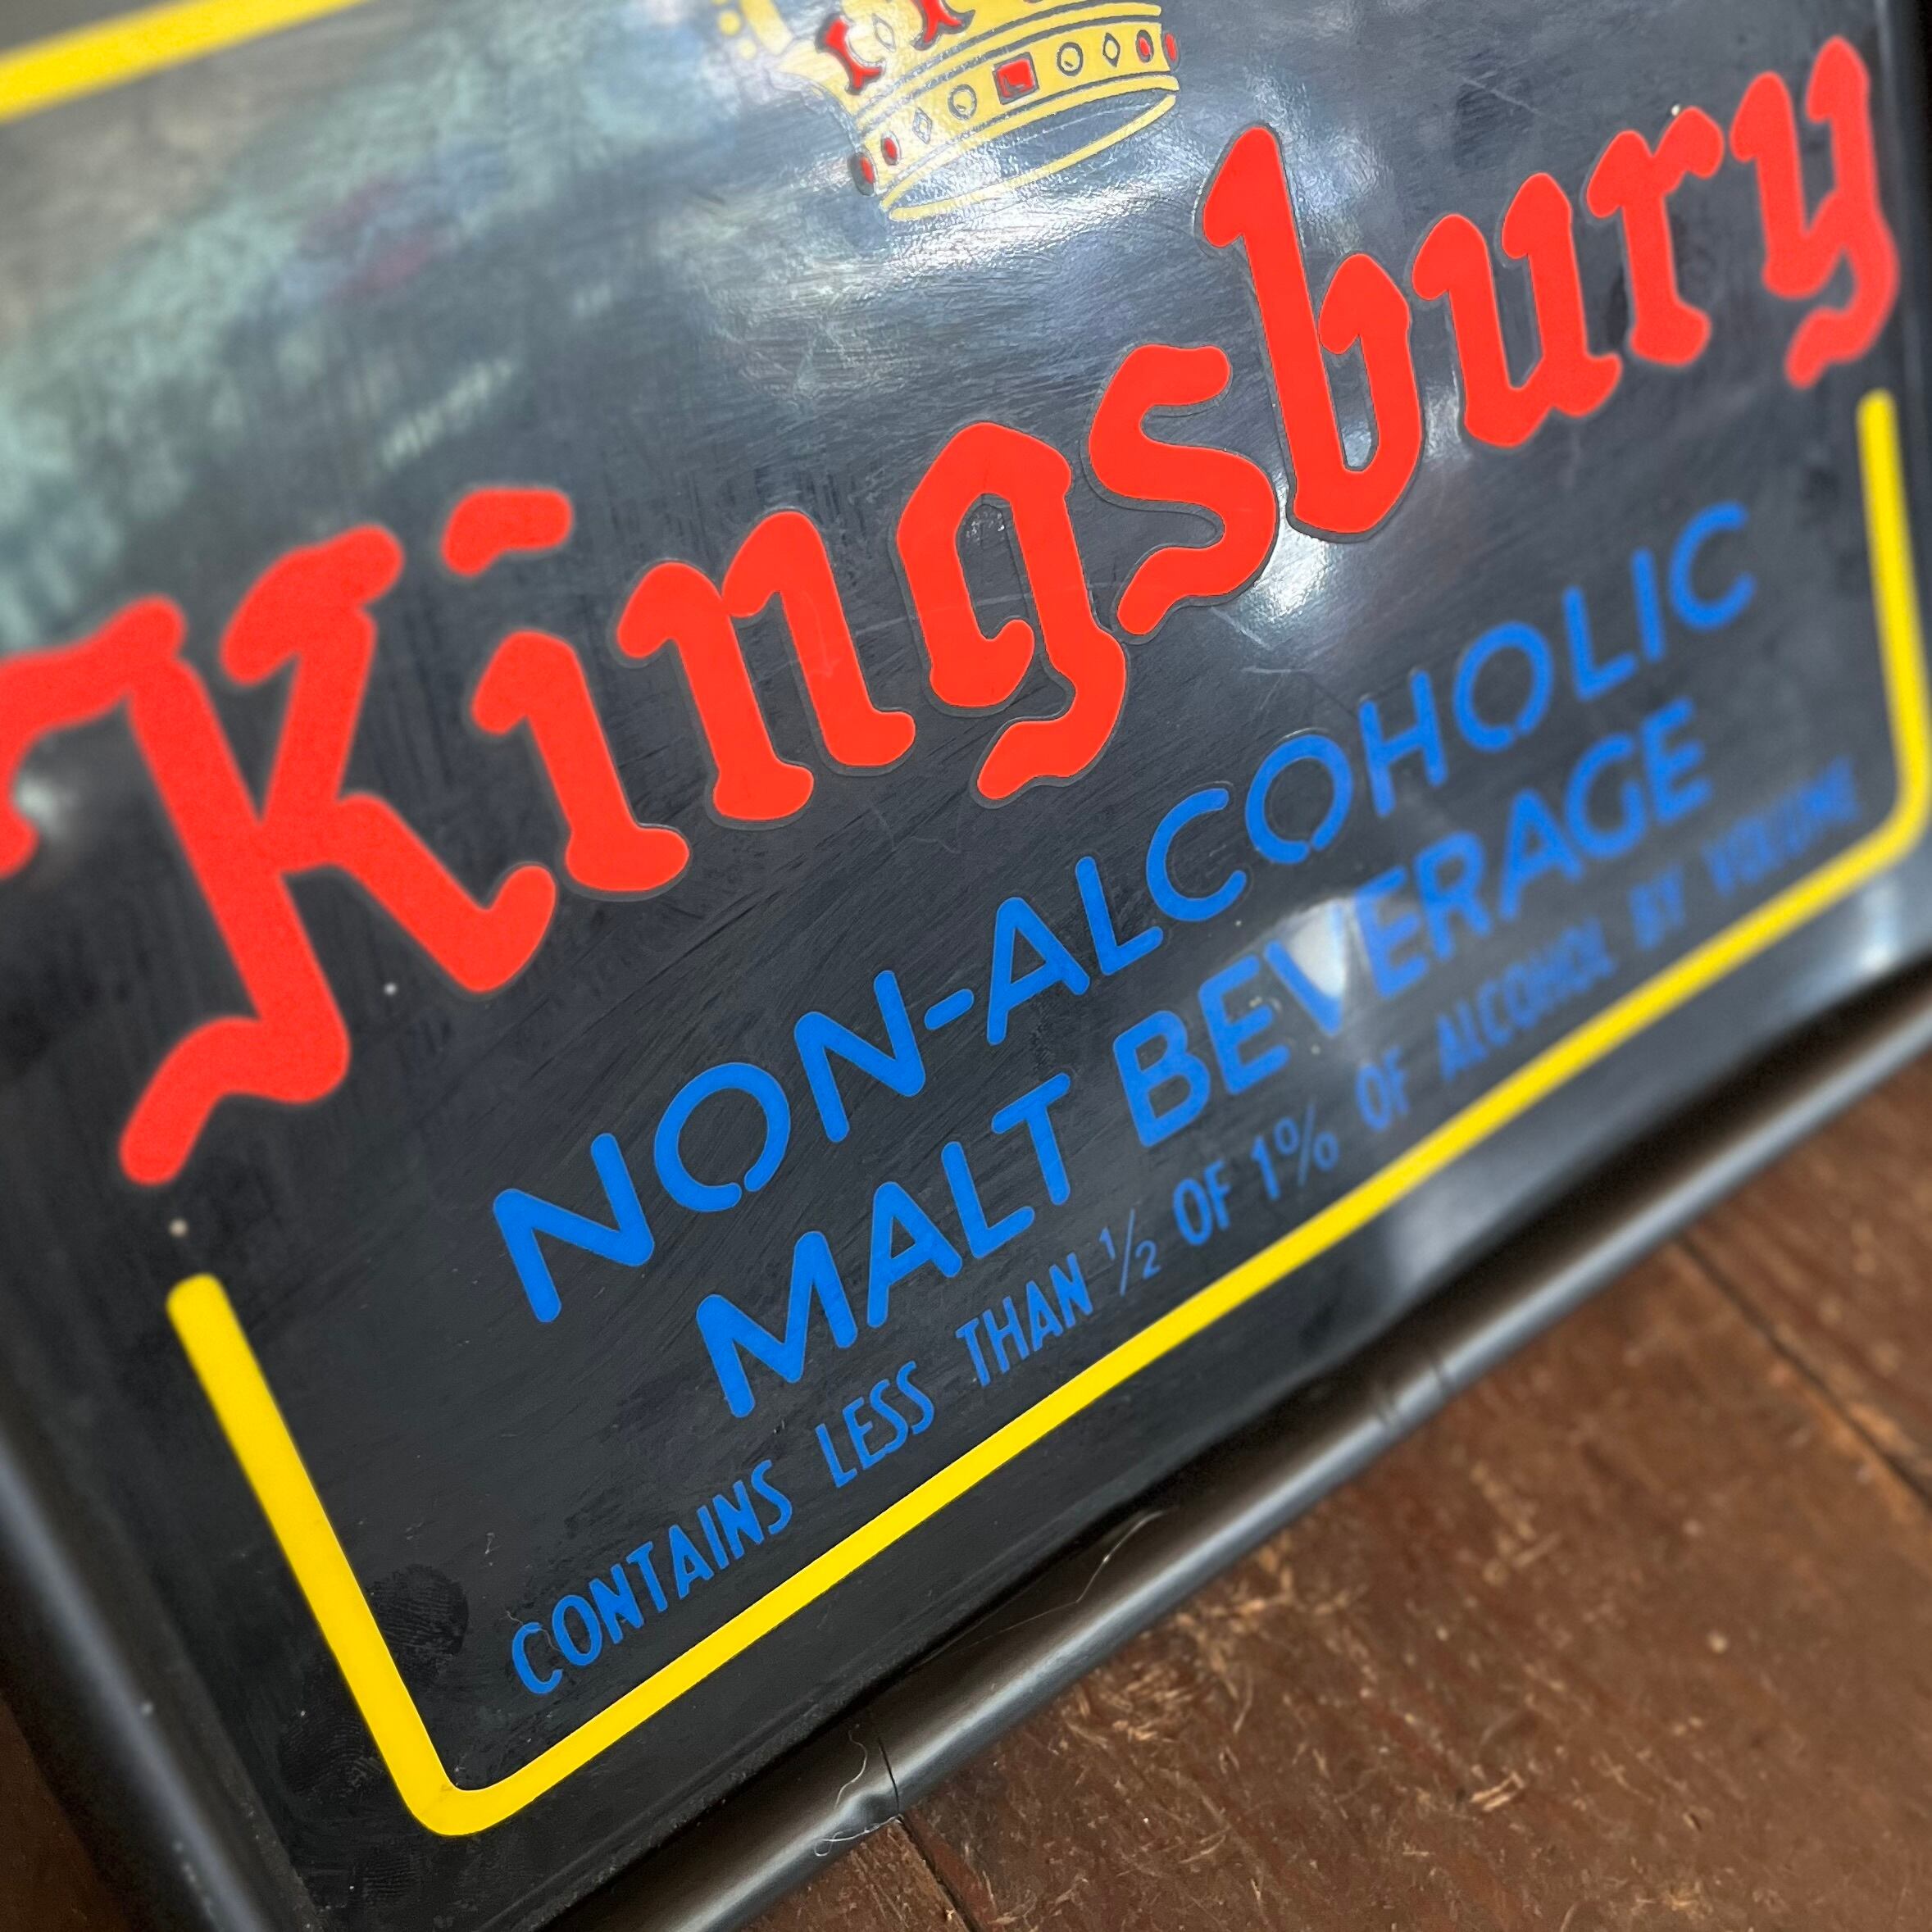 Kingsbury
NON-ALCOHOLIC
MALT BEVERAGE
CONTAINS LESS THAN 1/2 OF 1% OF ALCOHOL BY VOLUME